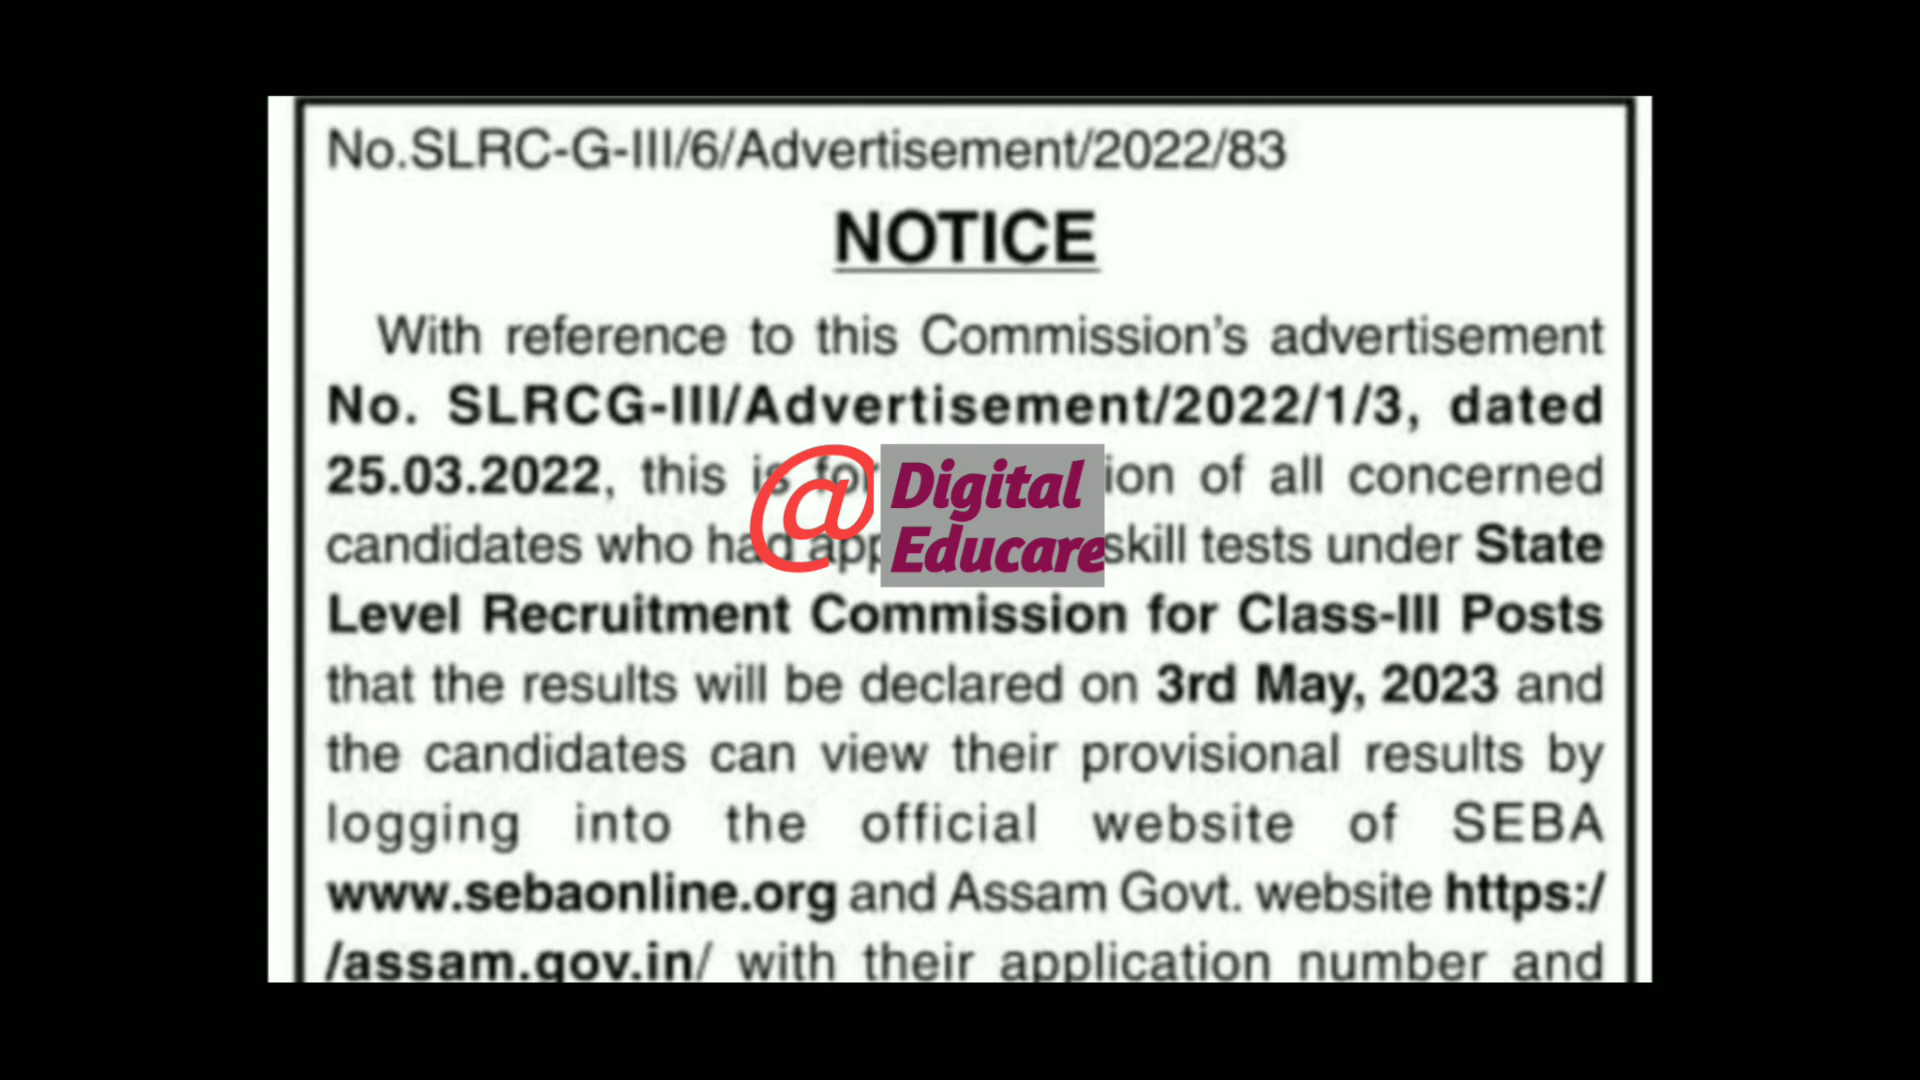 No.SLRC-G-III/6/Advertisement/2022/83
NOTICE
With reference to this Commission's advertisement
No. SLRCG-III/Advertisement/2022/1/3, dated
25.03.2022, this is for ion of all concerned
candidates who had app skill tests under State
Level Recruitment Commission for Class-III Posts
that the results will be declared on 3rd May, 2023 and
the candidates can view their provisional results by
logging into the official website of SEBA
www.sebaonline.org and Assam Govt. website https:/
/assam.gov.in/ with their application number and
@ Digital
Educare